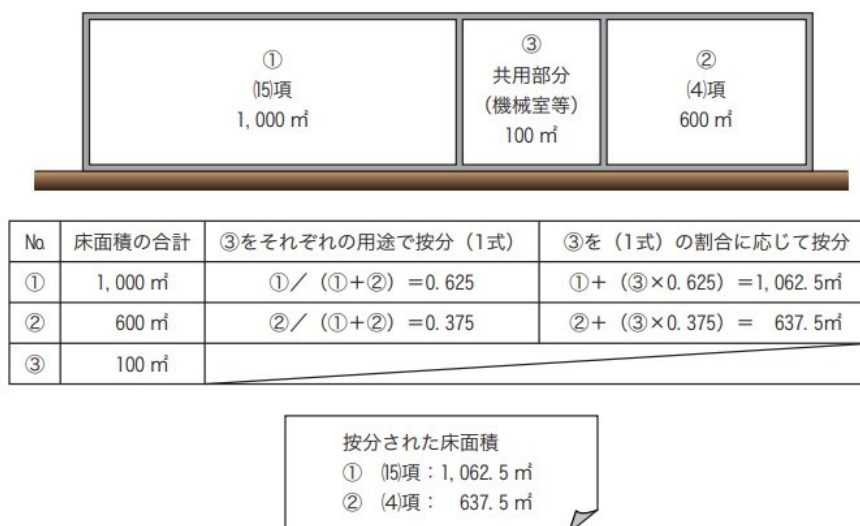 ①
⒂項
1,000 ㎡
③
共用部分
（機械室等）
100 ㎡
②
⑷項
600 ㎡
№ 床面積の合計 ③をそれぞれの用途で按分（1式） ③を（1式）の割合に応じて按分
① 1,000 ㎡ ①／（①＋②）＝0.625 ①＋（③×0.625）＝1,062.5㎡
② 600 ㎡ ②／（①＋②）＝0.375 ②＋（③×0.375）＝ 637.5㎡
③ 100 ㎡
按分された床面積
① ⒂項：1,062.5 ㎡
② ⑷項： 637.5 ㎡